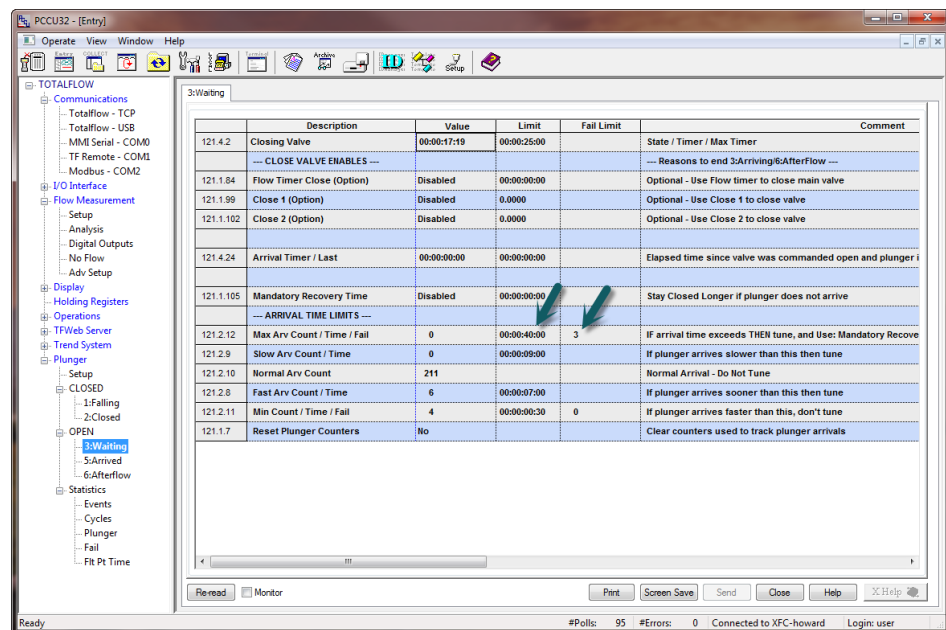 PCCU32 - [Entry]
Operate View Window Help
Entry COLLECT Terminal Archive Setup
TOTALFLOW
Communications
Totalflow - TCP
Totalflow - USB
MMI Serial - COM0
TF Remote - COM1
Modbus - COM2
I/O Interface
Flow Measurement
Setup
Analysis
Digital Outputs
No Flow
Adv Setup
Display
Holding Registers
Operations
TFWeb Server
Trend System
Plunger
Setup
CLOSED
1:Falling
2:Closed
OPEN
3:Waiting
5:Arrived
6:Afterflow
Statistics
Events
Cycles
Plunger
Fail
Flt Pt Time
3:Waiting
Description Value Limit Fail Limit Comment
121.4.2 Closing Valve 00:00:17:19 00:00:25:00 State / Timer / Max Timer
--- CLOSE VALVE ENABLES --- --- Reasons to end 3:Arriving/6:AfterFlow ---
121.1.84 Flow Timer Close (Option) Disabled 00:00:00:00 Optional - Use Flow timer to close main valve
121.1.99 Close 1 (Option) Disabled 0.0000 Optional - Use Close 1 to close valve
121.1.102 Close 2 (Option) Disabled 0.0000 Optional - Use Close 2 to close valve
121.4.24 Arrival Timer / Last 00:00:00:00 00:00:00:00 Elapsed time since valve was commanded open and plunger i
121.1.105 Mandatory Recovery Time Disabled 00:00:00:00 Stay Closed Longer if plunger does not arrive
--- ARRIVAL TIME LIMITS ---
121.2.12 Max Arv Count / Time / Fail 0 00:00:40:00 3 IF arrival time exceeds THEN tune, and Use: Mandatory Recove
121.2.9 Slow Arv Count / Time 0 00:00:09:00 If plunger arrives slower than this then tune
121.2.10 Normal Arv Count 211 Normal Arrival - Do Not Tune
121.2.8 Fast Arv Count / Time 6 00:00:07:00 If plunger arrives sooner than this then tune
121.2.11 Min Count / Time / Fail 4 00:00:00:30 0 If plunger arrives faster than this, don't tune
121.1.7 Reset Plunger Counters No Clear counters used to track plunger arrivals
Re-read Monitor Print Screen Save Send Close Help X Help
Ready #Polls: 95 #Errors: 0 Connected to XFC-howard Login: user